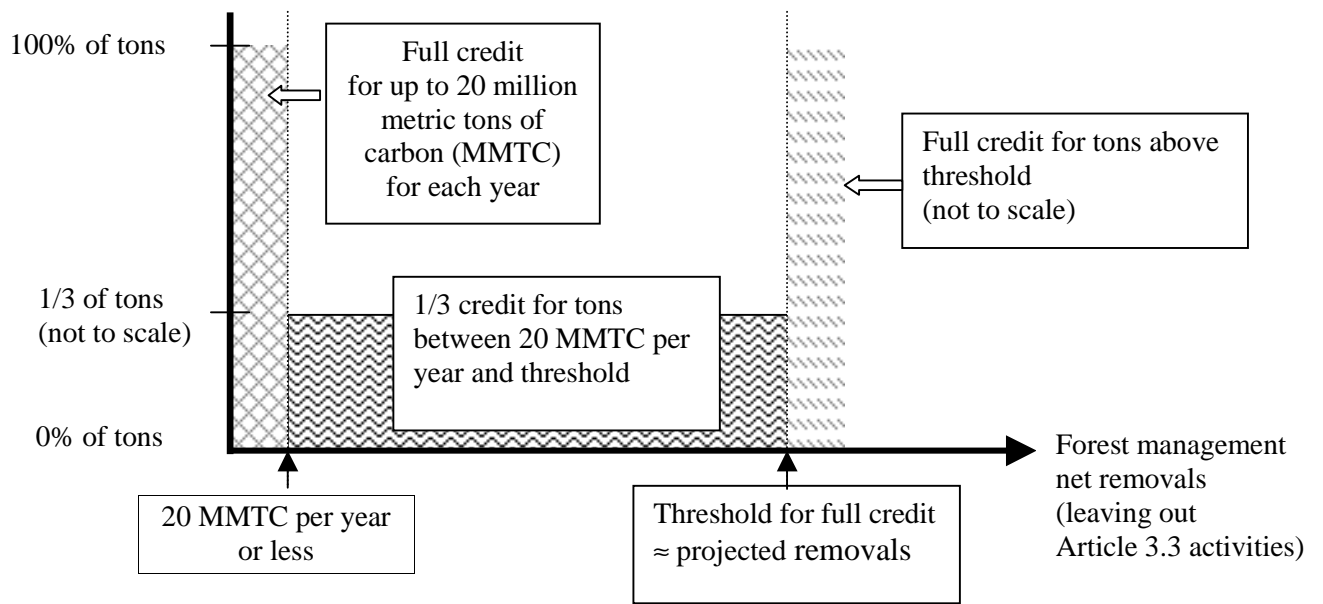 100% of tons
Full credit
for up to 20 million
metric tons of
carbon (MMTC)
for each year
Full credit for tons above
threshold
(not to scale)
1/3 of tons
(not to scale)
1/3 credit for tons
between 20 MMTC per
year and threshold
0% of tons
Forest management
net removals
(leaving out
Article 3.3 activities)
20 MMTC per year
or less
Threshold for full credit
≈ projected removals